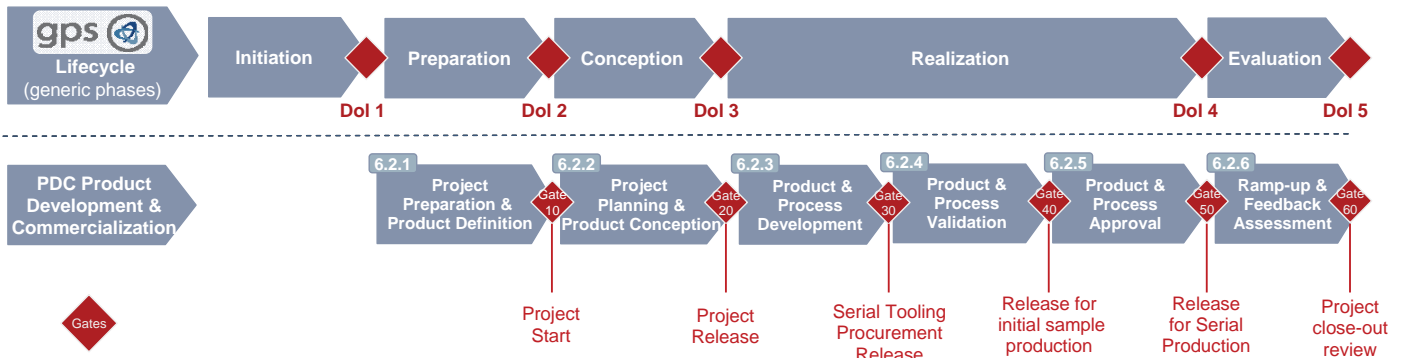 gps
Lifecycle
(generic phases)
Initiation
Preparation
Conception
Realization
Evaluation
DoI 1
DoI 2
DoI 3
DoI 4
DoI 5
PDC Product
Development &
Commercialization
6.2.1
Project
Preparation &
Product Definition
Gate
10
6.2.2
Project
Planning &
Product Conception
Gate
20
6.2.3
Product &
Process
Development
Gate
30
6.2.4
Product &
Process
Validation
Gate
40
6.2.5
Product &
Process
Approval
Gate
50
6.2.6
Ramp-up &
Feedback
Assessment
Gate
60
Gates
Project
Start
Project
Release
Serial Tooling
Procurement
Release
Release for
initial sample
production
Release
for Serial
Production
Project
close-out
review